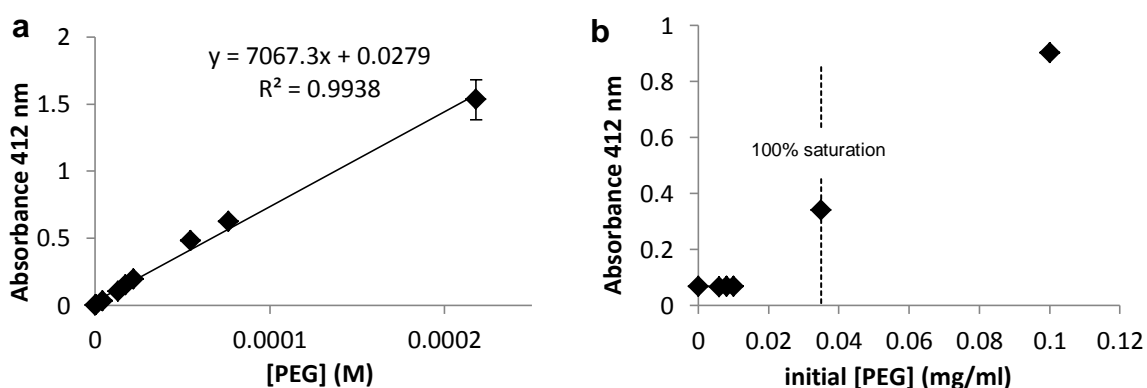 a
2
1.5
1
0.5
0
Absorbance 412 nm
y = 7067.3x + 0.0279
R² = 0.9938
0 0.0001 0.0002
[PEG] (M)
b
1
0.8
0.6
0.4
0.2
0
Absorbance 412 nm
100% saturation
0 0.02 0.04 0.06 0.08 0.1 0.12
initial [PEG] (mg/ml)